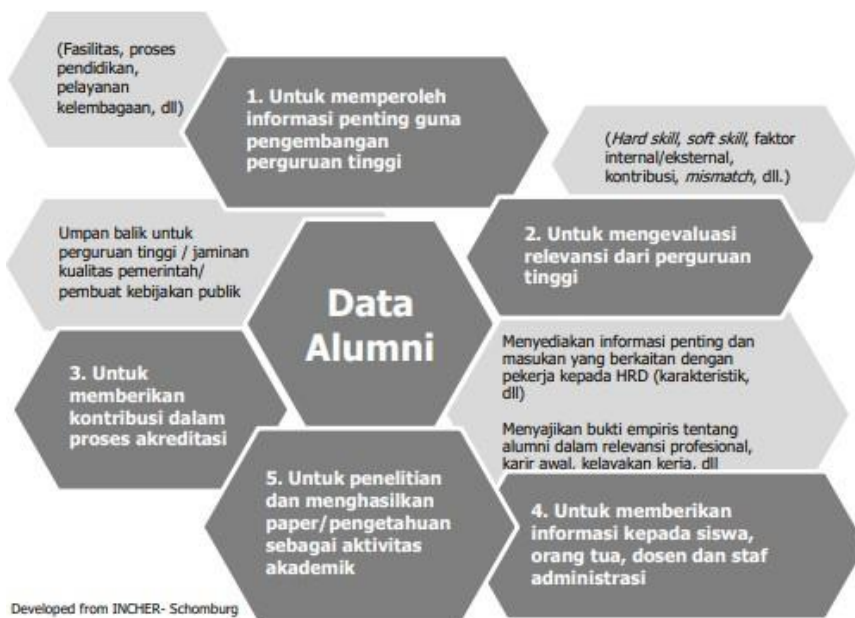 (Fasilitas, proses
pendidikan,
pelayanan
kelembagaan, dll)
1. Untuk memperoleh
informasi penting guna
pengembangan
perguruan tinggi
(Hard skill, soft skill, faktor
internal/eksternal,
kontribusi, mismatch, dll.)
2. Untuk mengevaluasi
relevansi dari perguruan
tinggi
Umpan balik untuk
perguruan tinggi / jaminan
kualitas pemerintah/
pembuat kebijakan publik
Data
Alumni
3. Untuk
memberikan
kontribusi dalam
proses akreditasi
Menyediakan informasi penting dan
masukan yang berkaitan dengan
pekerja kepada HRD (karakteristik,
dll)
Menyajikan bukti empiris tentang
alumni dalam relevansi profesional,
karir awal, kelayakan kerja, dll
4. Untuk memberikan
informasi kepada siswa,
orang tua, dosen dan staf
administrasi
5. Untuk penelitian
dan menghasilkan
paper/pengetahuan
sebagai aktivitas
akademik
Developed from INCHER- Schomburg